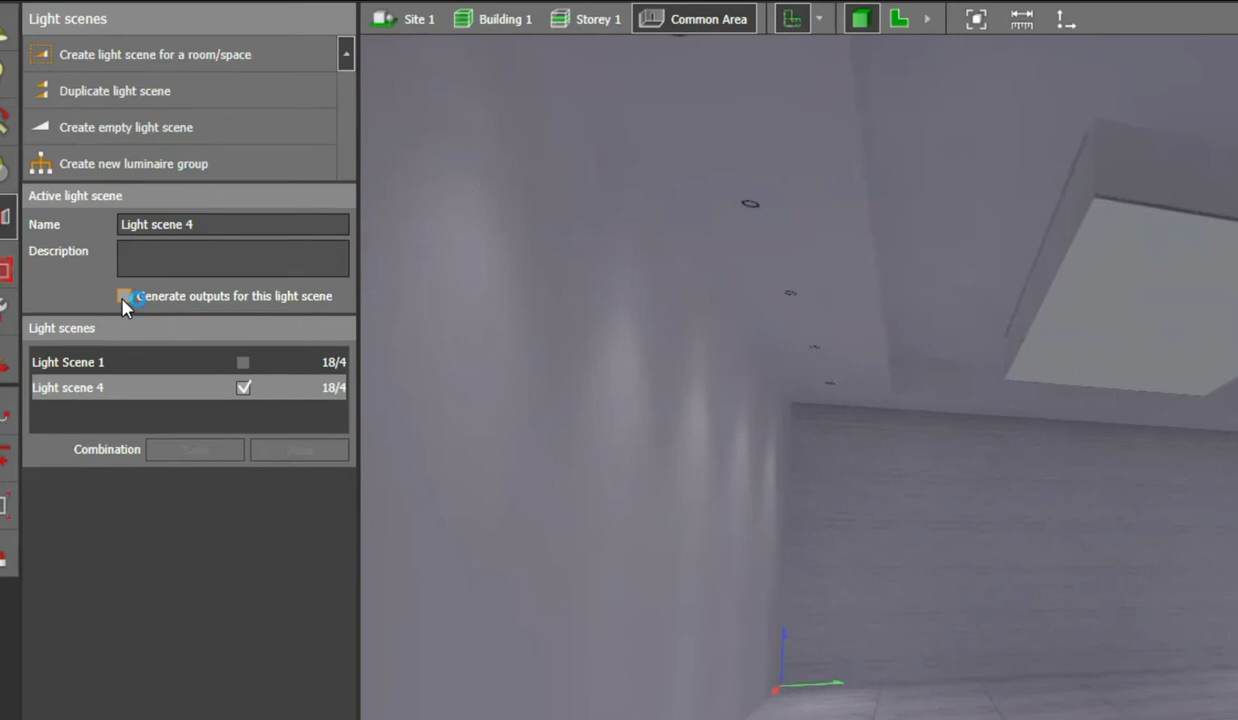 Light scenes
Site 1
Building 1
Storey 1
Common Area
Create light scene for a room/space
Duplicate light scene
Create empty light scene
Create new luminaire group
Active light scene
Name
Light scene 4
Description
Generate outputs for this light scene
Light scenes
Light Scene 1
18/4
Light scene 4
18/4
Combination